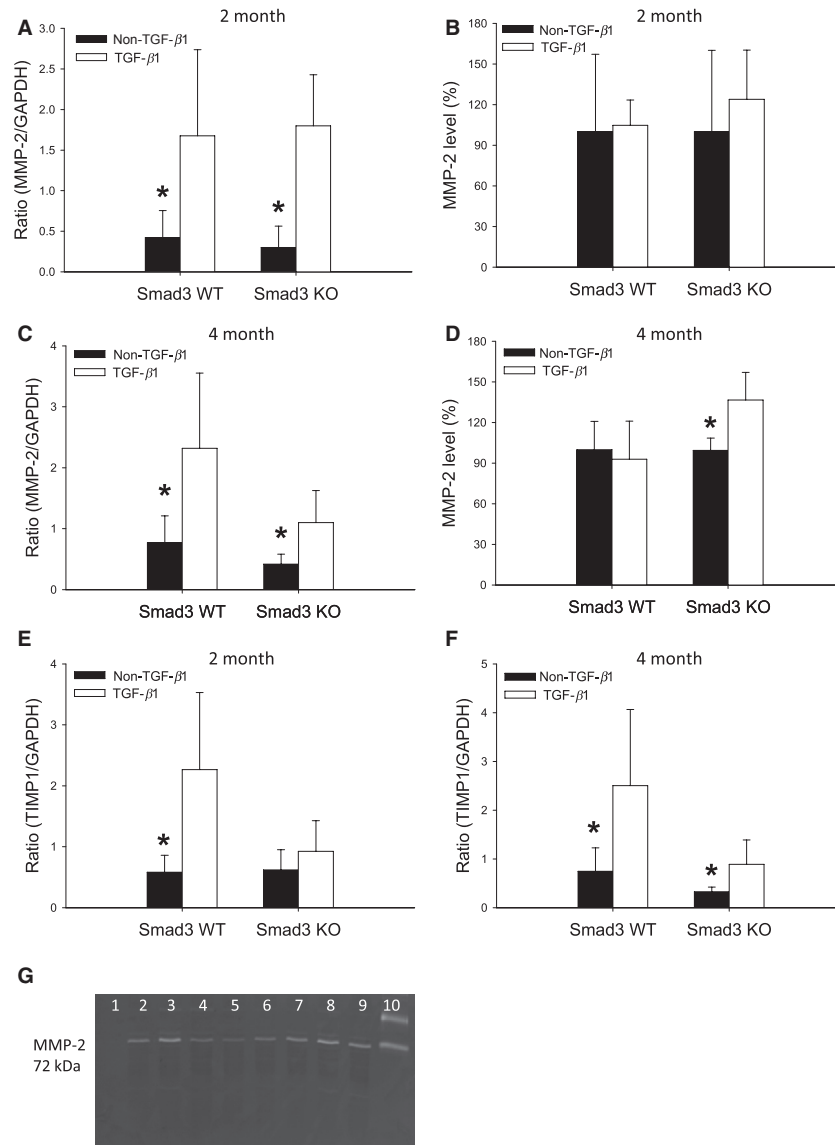 A
2 month
Non-TGF-β1
TGF-β1
Ratio (MMP-2/GAPDH)
3.0
2.5
2.0
1.5
1.0
0.5
0.0
*
*
Smad3 WT
Smad3 KO
B
2 month
Non-TGF-β1
TGF-β1
MMP-2 level (%)
180
150
120
90
60
30
0
Smad3 WT
Smad3 KO
C
4 month
Non-TGF-β1
TGF-β1
Ratio (MMP-2/GAPDH)
4
3
2
1
0
*
*
Smad3 WT
Smad3 KO
D
4 month
Non-TGF-β1
TGF-β1
MMP-2 level (%)
180
150
120
90
60
30
0
*
Smad3 WT
Smad3 KO
E
2 month
Non-TGF-β1
TGF-β1
Ratio (TIMP1/GAPDH)
4
3
2
1
0
*
Smad3 WT
Smad3 KO
F
4 month
Non-TGF-β1
TGF-β1
Ratio (TIMP1/GAPDH)
5
4
3
2
1
0
*
*
Smad3 WT
Smad3 KO
G
1 2 3 4 5 6 7 8 9 10
MMP-2
72 kDa